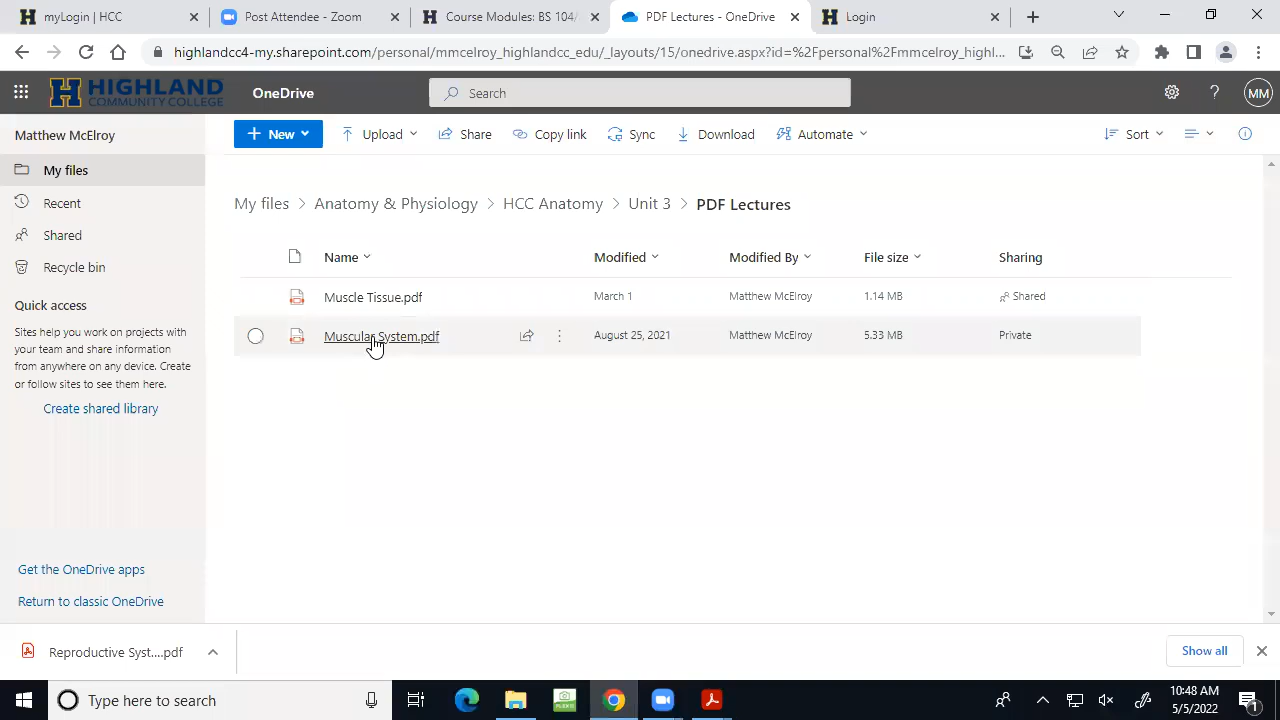 myLogin | HCC
Post Attendee - Zoom
Course Modules: BS 104/
PDF Lectures - OneDrive
Login
highlandcc4-my.sharepoint.com/personal/mmcelroy_highlandcc_edu/_layouts/15/onedrive.aspx?id=%2Fpersonal%2Fmmcelroy_highl...
HIGHLAND
COMMUNITY COLLEGE
OneDrive
Search
MM
Matthew McElroy
New
Upload
Share
Copy link
Sync
Download
Automate
Sort
My files
Recent
Shared
Recycle bin
Quick access
Sites help you work on projects with
your team and share information
from anywhere on any device. Create
or follow sites to see them here.
Create shared library
Get the OneDrive apps
Return to classic OneDrive
My files > Anatomy & Physiology > HCC Anatomy > Unit 3 > PDF Lectures
Name Modified Modified By File size Sharing
Muscle Tissue.pdf March 1 Matthew McElroy 1.14 MB Shared
Muscular System.pdf August 25, 2021 Matthew McElroy 5.33 MB Private
Reproductive Syst....pdf
Show all
Type here to search
10:48 AM
5/5/2022
1